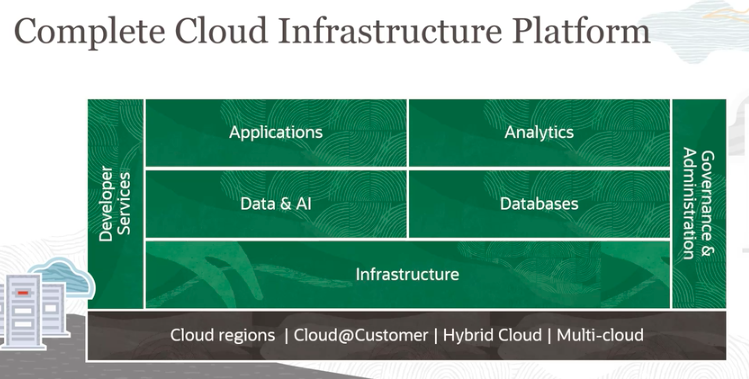 Complete Cloud Infrastructure Platform
Developer
Services
Applications
Analytics
Data & AI
Databases
Infrastructure
Governance &
Administration
Cloud regions | Cloud@Customer | Hybrid Cloud | Multi-cloud